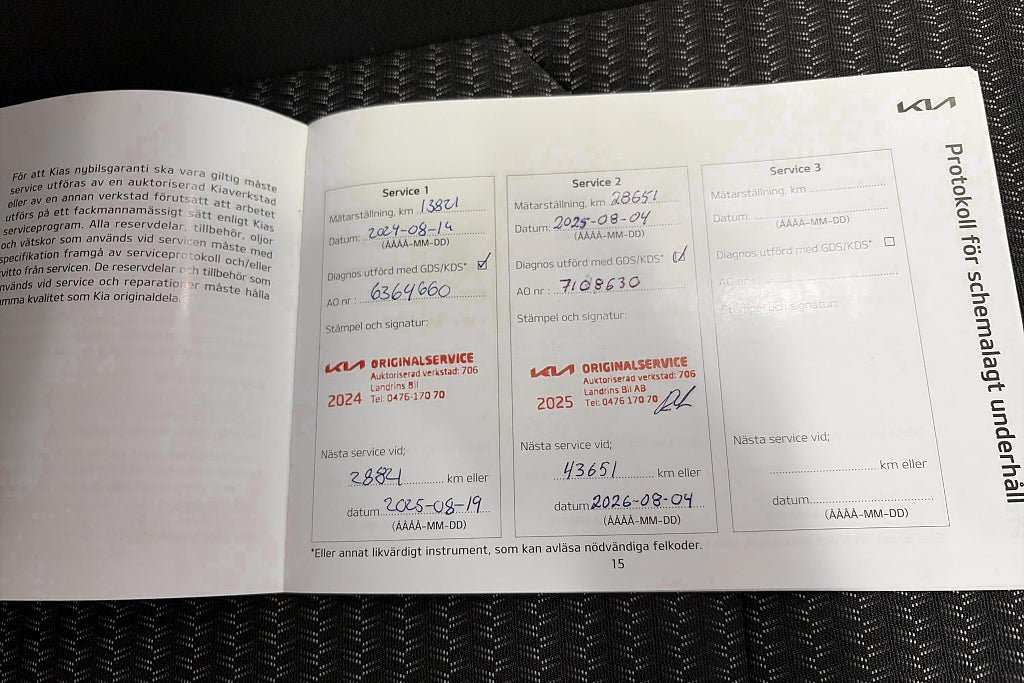 För att Kias nybilsgaranti ska vara giltig måste
service utföras av en auktoriserad Kiaverkstad
eller av en annan verkstad förutsatt att arbetet
utförs på ett fackmannamässigt sätt enligt Kias
serviceprogram. Alla reservdelar, tillbehör, oljor
och vätskor som används vid servicen måste med
specifikation framgå av serviceprotokoll och/eller
kvitto från servicen. De reservdelar och tillbehör som
används vid service och reparationer måste hålla
samma kvalitet som Kia originaldelar
KIA
Protokoll för schemalagt underhåll
Service 1
Mätarställning, km 13821
Datum: 2024-08-19
(ÅÅÅÅ-MM-DD)
Diagnos utförd med GDS/KDS*
AO nr : 6364660
Stämpel och signatur:
KIA ORIGINALSERVICE
Auktoriserad verkstad: 706
Landrins Bil
2024 Tel: 0476-170 70
Nästa service vid;
28821 km eller
datum 2025-08-19
(ÅÅÅÅ-MM-DD)
Service 2
Mätarställning, km 28651
Datum: 2025-08-04
(ÅÅÅÅ-MM-DD)
Diagnos utförd med GDS/KDS*
AO nr : 7108630
Stämpel och signatur:
KIA ORIGINALSERVICE
Auktoriserad verkstad: 706
Landrins Bil AB
2025 Tel: 0476 170 70
Nästa service vid;
43651 km eller
datum 2026-08-04
(ÅÅÅÅ-MM-DD)
Service 3
Mätarställning, km
Datum:
(ÅÅÅÅ-MM-DD)
Diagnos utförd med GDS/KDS*
AO nr :
Stämpel och signatur:
Nästa service vid;
km eller
datum
(ÅÅÅÅ-MM-DD)
*Eller annat likvärdigt instrument, som kan avläsa nödvändiga felkoder.
15